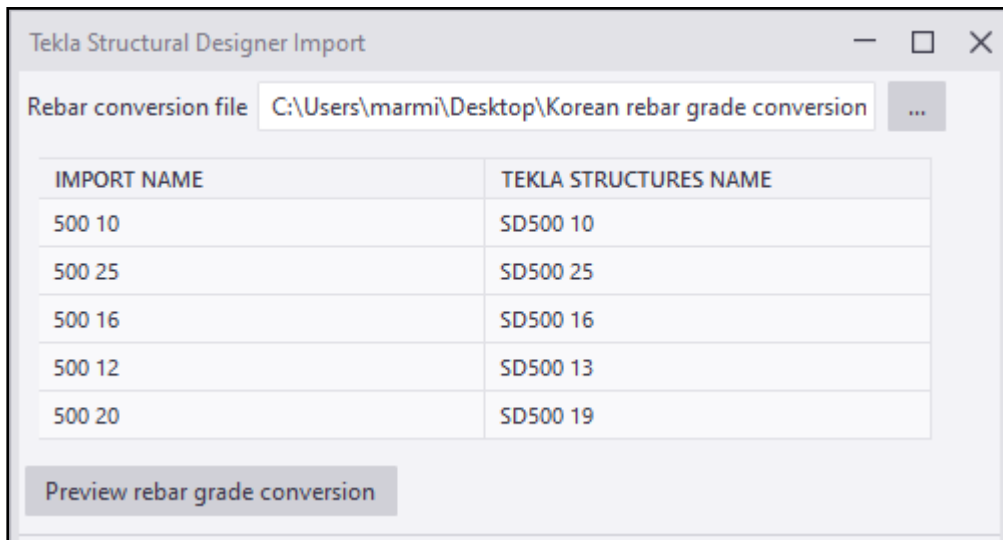 Tekla Structural Designer Import
Rebar conversion file C:\Users\marmi\Desktop\Korean rebar grade conversion ...
IMPORT NAME TEKLA STRUCTURES NAME
500 10 SD500 10
500 25 SD500 25
500 16 SD500 16
500 12 SD500 13
500 20 SD500 19
Preview rebar grade conversion